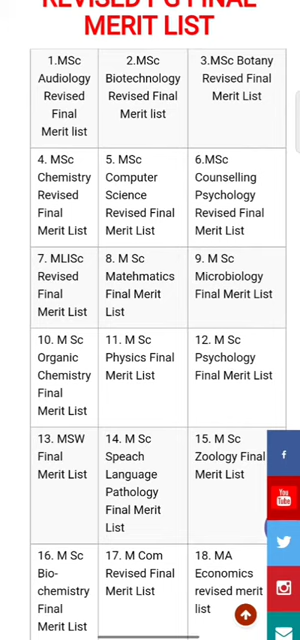 REVISED PG FINAL
MERIT LIST
1.MSc
Audiology
Revised
Final
Merit list
2.MSc
Biotechnology
Revised Final
Merit list
3.MSc Botany
Revised Final
Merit List
4. MSc
Chemistry
Revised
Final
Merit List
5. MSc
Computer
Science
Revised Final
Merit List
6.MSc
Counselling
Psychology
Revised Final
Merit List
7. MLISc
Revised
Final
Merit List
8. M Sc
Matehmatics
Final Merit
List
9. M Sc
Microbiology
Final Merit List
10. M Sc
Organic
Chemistry
Final
Merit List
11. M Sc
Physics Final
Merit List
12. M Sc
Psychology
Final Merit List
13. MSW
Final
Merit List
14. M Sc
Speach
Language
Pathology
Final Merit
List
15. M Sc
Zoology Final
Merit List
16. M Sc
Bio-
chemistry
Final
Merit List
17. M Com
Revised Final
Merit List
18. MA
Economics
revised merit
list
f
You
Tube